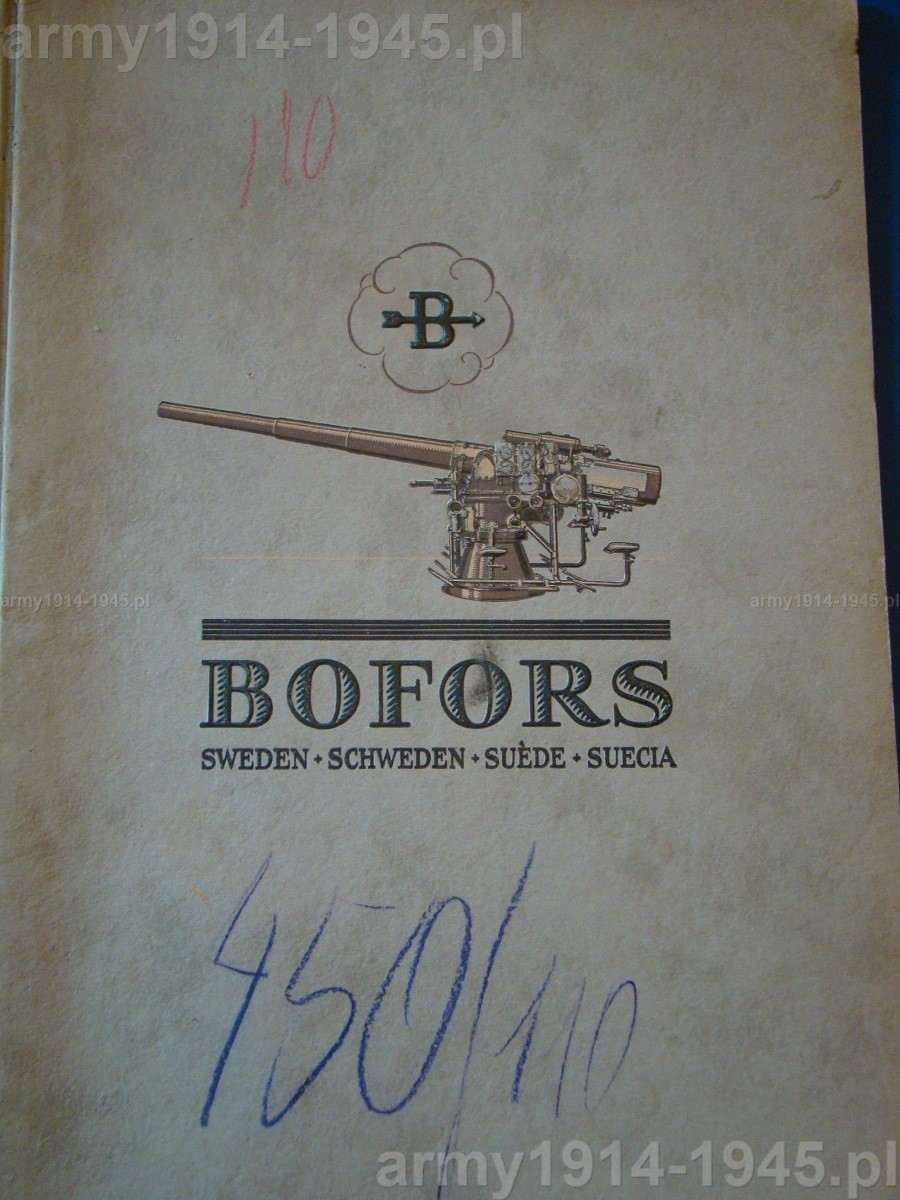 army1914-1945.pl
110
B
army1914-1945.pl
army1914-1945.pl
BOFORS
SWEDEN + SCHWEDEN + SUÈDE + SUECIA
450/110
army1914-1945.pl